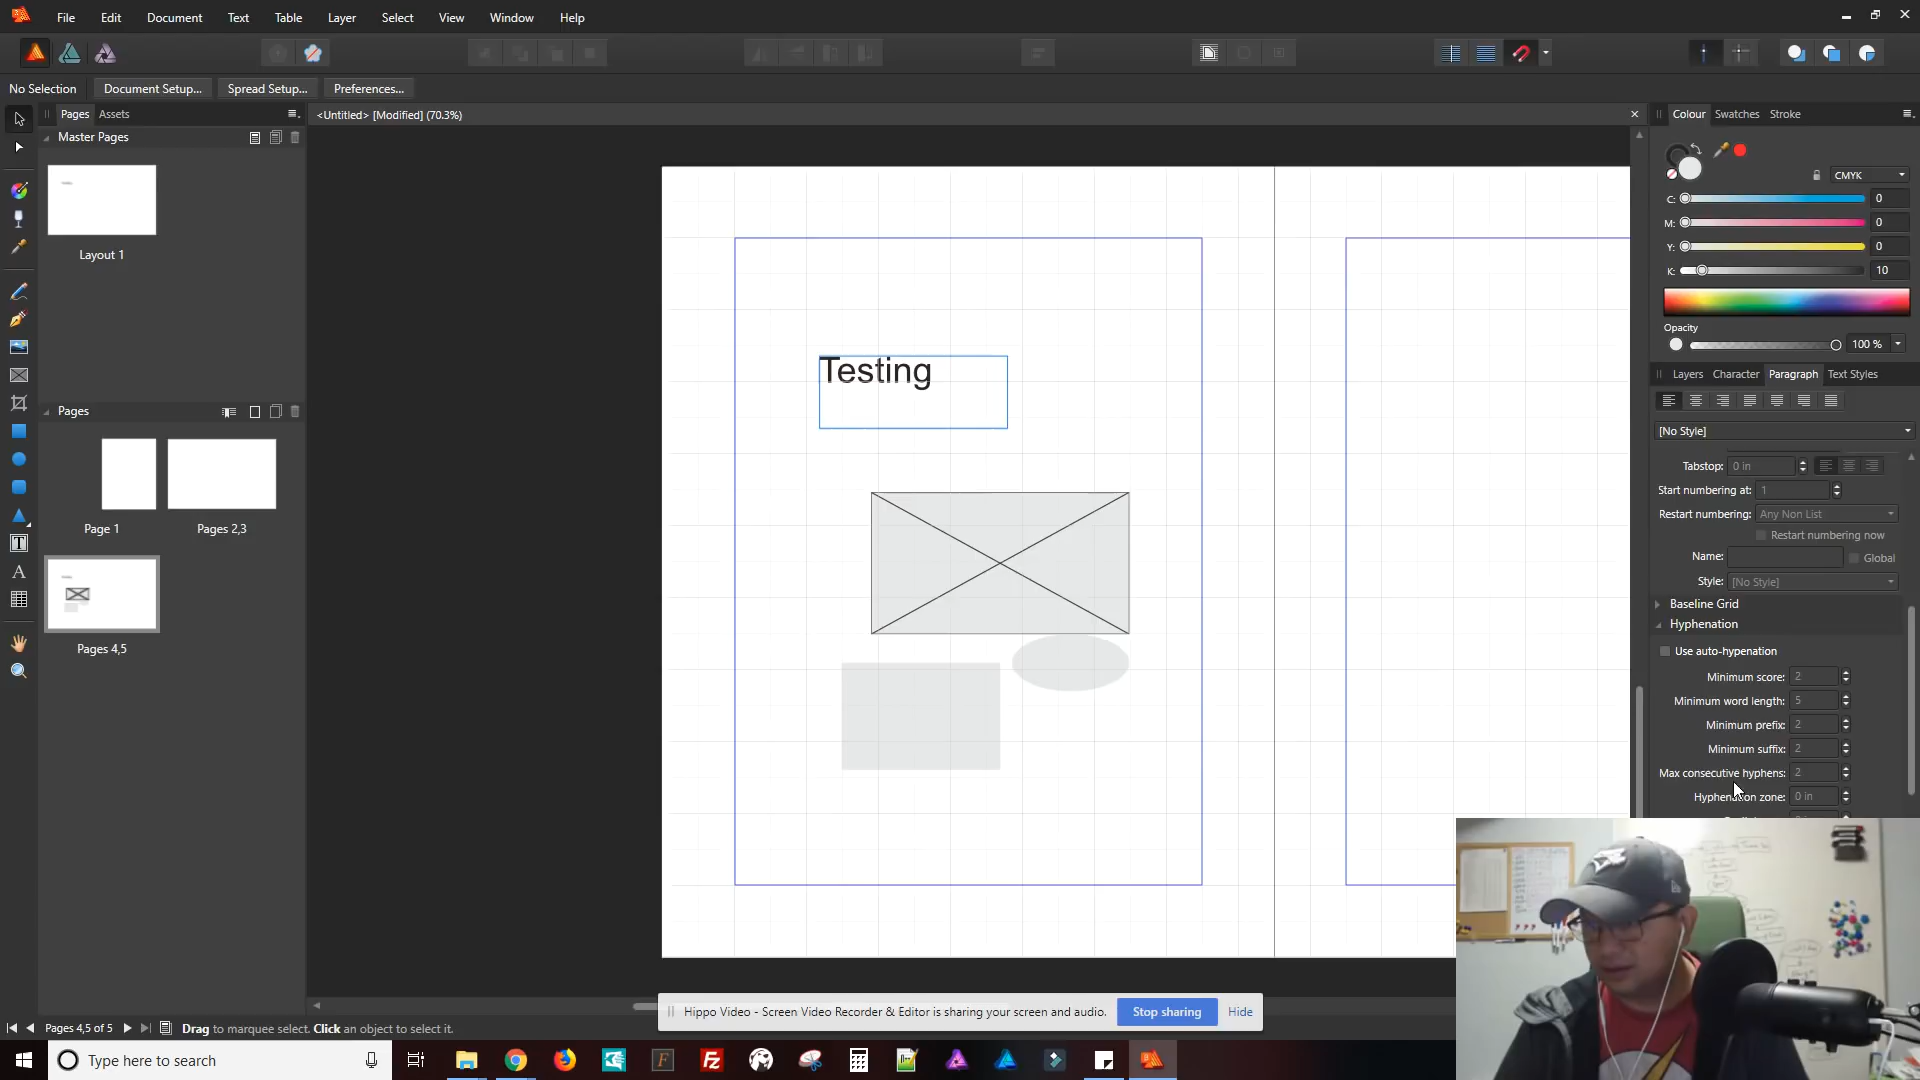 File Edit Document Text Table Layer Select View Window Help
No Selection Document Setup... Spread Setup... Preferences...
Pages Assets
<Untitled> [Modified] (70.3%)
Colour Swatches Stroke
Master Pages
Layout 1
CMYK
C: 0
M: 0
Y: 0
K: 10
Opacity
100 %
Layers Character Paragraph Text Styles
[No Style]
Pages
Page 1
Pages 2,3
Pages 4,5
Testing
Tabstop: 0 in
Start numbering at: 1
Restart numbering: Any Non List
Restart numbering now
Name: Global
Style: [No Style]
Baseline Grid
Hyphenation
Use auto-hypenation
Minimum score: 2
Minimum word length: 5
Minimum prefix: 2
Minimum suffix: 2
Max consecutive hyphens: 2
Hyphenation zone: 0 in
Hippo Video - Screen Video Recorder & Editor is sharing your screen and audio. Stop sharing Hide
Pages 4,5 of 5 Drag to marquee select. Click an object to select it.
Type here to search